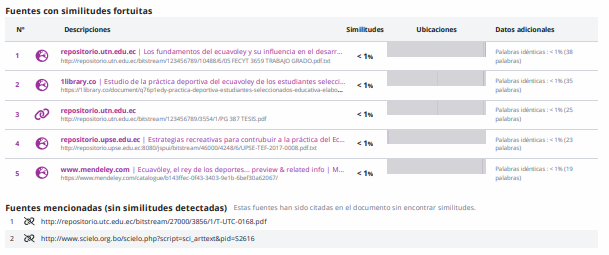 Fuentes con similitudes fortuitas
N° Descripciones Similitudes Ubicaciones Datos adicionales
1 repositorio.utn.edu.ec | Los fundamentos del ecuavoley y su influencia en el desarr... < 1% Palabras idénticas : < 1% (38 palabras)
http://repositorio.utn.edu.ec/bitstream/123456789/10488/6/05 FECYT 3659 TRABAJO GRADO.pdf.txt
2 1library.co | Estudio de la práctica deportiva del ecuavoley de los estudiantes selecci... < 1% Palabras idénticas : < 1% (35 palabras)
https://1library.co/document/q76p1edy-practica-deportiva-estudiantes-seleccionados-educativa-elabo...
3 repositorio.utn.edu.ec < 1% Palabras idénticas : < 1% (25 palabras)
http://repositorio.utn.edu.ec/bitstream/123456789/3554/1/PG 387 TESIS.pdf
4 repositorio.upse.edu.ec | Estrategias recreativas para contruibuir a la práctica del Ec... < 1% Palabras idénticas : < 1% (23 palabras)
http://repositorio.upse.edu.ec:8080/jspui/bitstream/46000/4248/6/UPSE-TEF-2017-0008.pdf.txt
5 www.mendeley.com | Ecuavóley, el rey de los deportes... preview & related info | M... < 1% Palabras idénticas : < 1% (19 palabras)
https://www.mendeley.com/catalogue/b143ffec-0f43-3403-9e1b-6bef30a62067/
Fuentes mencionadas (sin similitudes detectadas) Estas fuentes han sido citadas en el documento sin encontrar similitudes.
1 http://repositorio.utc.edu.ec/bitstream/27000/3856/1/T-UTC-0168.pdf
2 http://www.scielo.org.bo/scielo.php?script=sci_arttext&pid=S2616